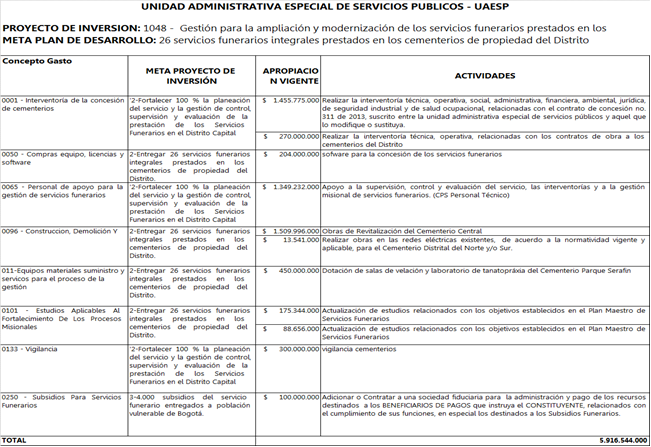 UNIDAD ADMINISTRATIVA ESPECIAL DE SERVICIOS PUBLICOS - UAESP
PROYECTO DE INVERSION: 1048 - Gestión para la ampliación y modernización de los servicios funerarios prestados en los
META PLAN DE DESARROLLO: 26 servicios funerarios integrales prestados en los cementerios de propiedad del Distrito
Concepto Gasto
META PROYECTO DE
INVERSIÓN
APROPIACIO
N VIGENTE
ACTIVIDADES
0001 - Interventoría de la concesión
de cementerios
'2-Fortalecer 100 % la planeación
del servicio y la gestión de control,
supervisión y evaluación de la
prestación de los Servicios
Funerarios en el Distrito Capital
$ 1.455.775.000
Realizar la interventoría técnica, operativa, social, administrativa, financiera, ambiental, jurídica,
de seguridad industrial y de salud ocupacional, relacionadas con el contrato de concesión no.
311 de 2013, suscrito entre la unidad administrativa especial de servicios públicos y aquel que
lo modifique o sustituya.
$ 270.000.000
Realizar la interventoría técnica, operativa, relacionadas con los contratos de obra a los
cementerios del Distrito
0050 - Compras equipo, licencias y
software
2-Entregar 26 servicios funerarios
integrales prestados en los
cementerios de propiedad del
Distrito.
$ 204.000.000
sofware para la concesión de los servicios funerarios
0065 - Personal de apoyo para la
gestión de servicios funerarios
'2-Fortalecer 100 % la planeación
del servicio y la gestión de control,
supervisión y evaluación de la
prestación de los Servicios
Funerarios en el Distrito Capital
$ 1.349.232.000
Apoyo a la supervisión, control y evaluación del servicio, las interventorías y a la gestión
misional de servicios funerarios. (CPS Personal Técnico)
0096 - Construccion, Demolición Y
2-Entregar 26 servicios funerarios
integrales prestados en los
cementerios de propiedad del
Distrito.
$ 1.509.996.000
Obras de Revitalización del Cementerio Central
$ 13.541.000
Realizar obras en las redes eléctricas existentes, de acuerdo a la normatividad vigente y
aplicable, para el Cementerio Distrital del Norte y/o Sur.
011-Equipos materiales suministro y
servicios para el proceso de la
gestión
2-Entregar 26 servicios funerarios
integrales prestados en los
cementerios de propiedad del
Distrito.
$ 450.000.000
Dotación de salas de velación y laboratorio de tanatopráxia del Cementerio Parque Serafin
0101 - Estudios Aplicables Al
Fortalecimiento De Los Procesos
Misionales
2-Entregar 26 servicios funerarios
integrales prestados en los
cementerios de propiedad del
Distrito.
$ 175.344.000
Actualización de estudios relacionados con los objetivos establecidos en el Plan Maestro de
Servicios Funerarios
$ 88.656.000
Actualización de estudios relacionados con los objetivos establecidos en el Plan Maestro de
Servicios Funerarios
0133 - Vigilancia
'2-Fortalecer 100 % la planeación
del servicio y la gestión de control,
supervisión y evaluación de la
prestación de los Servicios
Funerarios en el Distrito Capital
$ 300.000.000
vigilancia cementerios
0250 - Subsidios Para Servicios
Funerarios
3-4.000 subsidios del servicio
funerario entregados a población
vulnerable de Bogotá.
$ 100.000.000
Adicionar o Contratar a una sociedad fiduciaria para la administración y pago de los recursos
destinados a los BENEFICIARIOS DE PAGOS que instruya el CONSTITUYENTE, relacionados con
el cumplimiento de sus funciones, en especial los destinados a los Subsidios Funerarios.
TOTAL
5.916.544.000